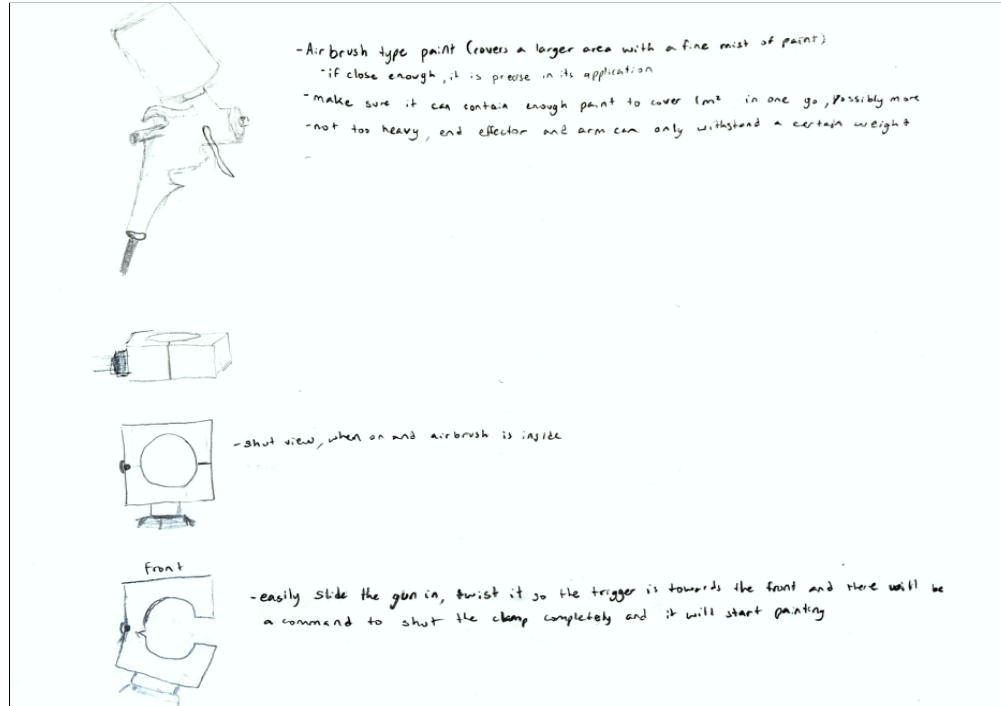 -Airbrush type paint (covers a larger area with a fine mist of paint)
-if close enough, it is precise in its application
-make sure it can contain enough paint to cover 1m² in one go, possibly more
-not too heavy, end effector and arm can only withstand a certain weight
-
-shut view, when on and airbrush is inside
Front
-easily slide the gun in, twist it so the trigger is towards the front and there will be
a command to shut the clamp completely and it will start painting